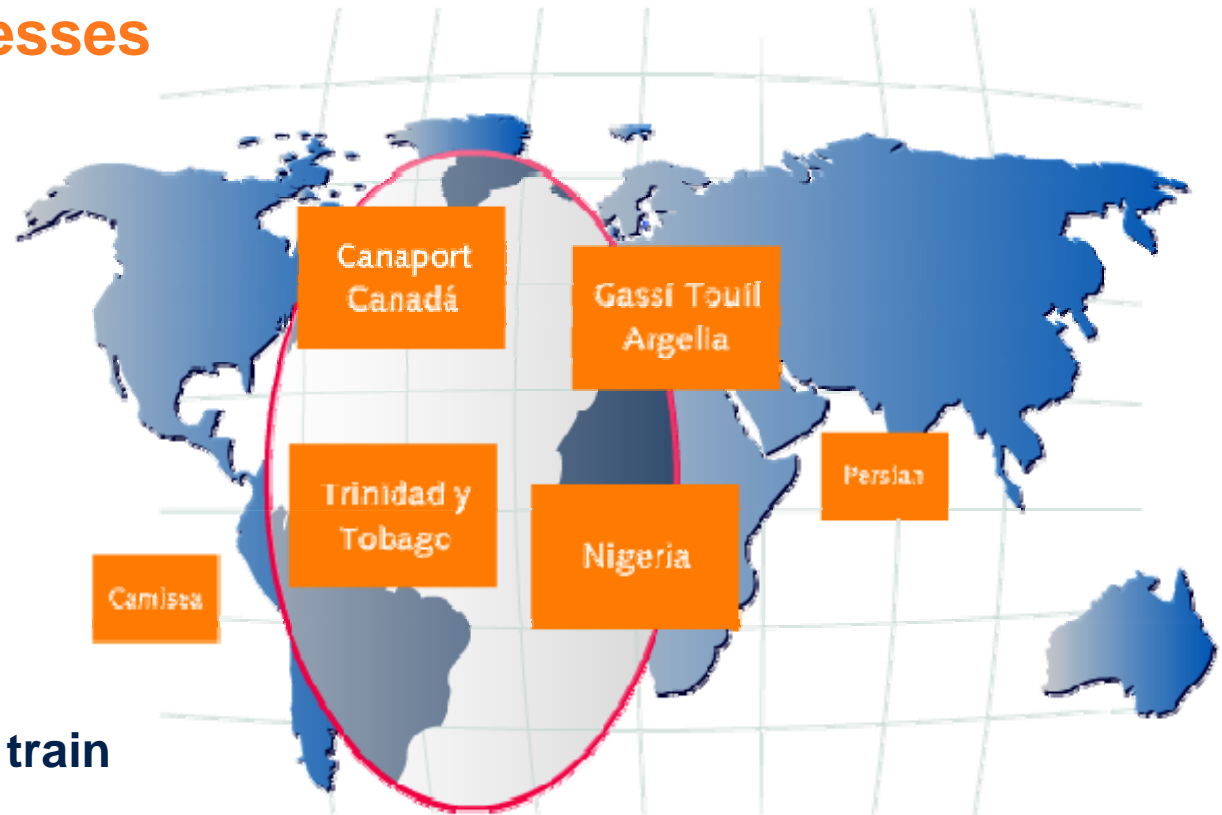 esses
Canaport
Canadá
Gassi Touil
Argelia
Persian
Trinidad y
Tobago
Nigeria
Camisea
train